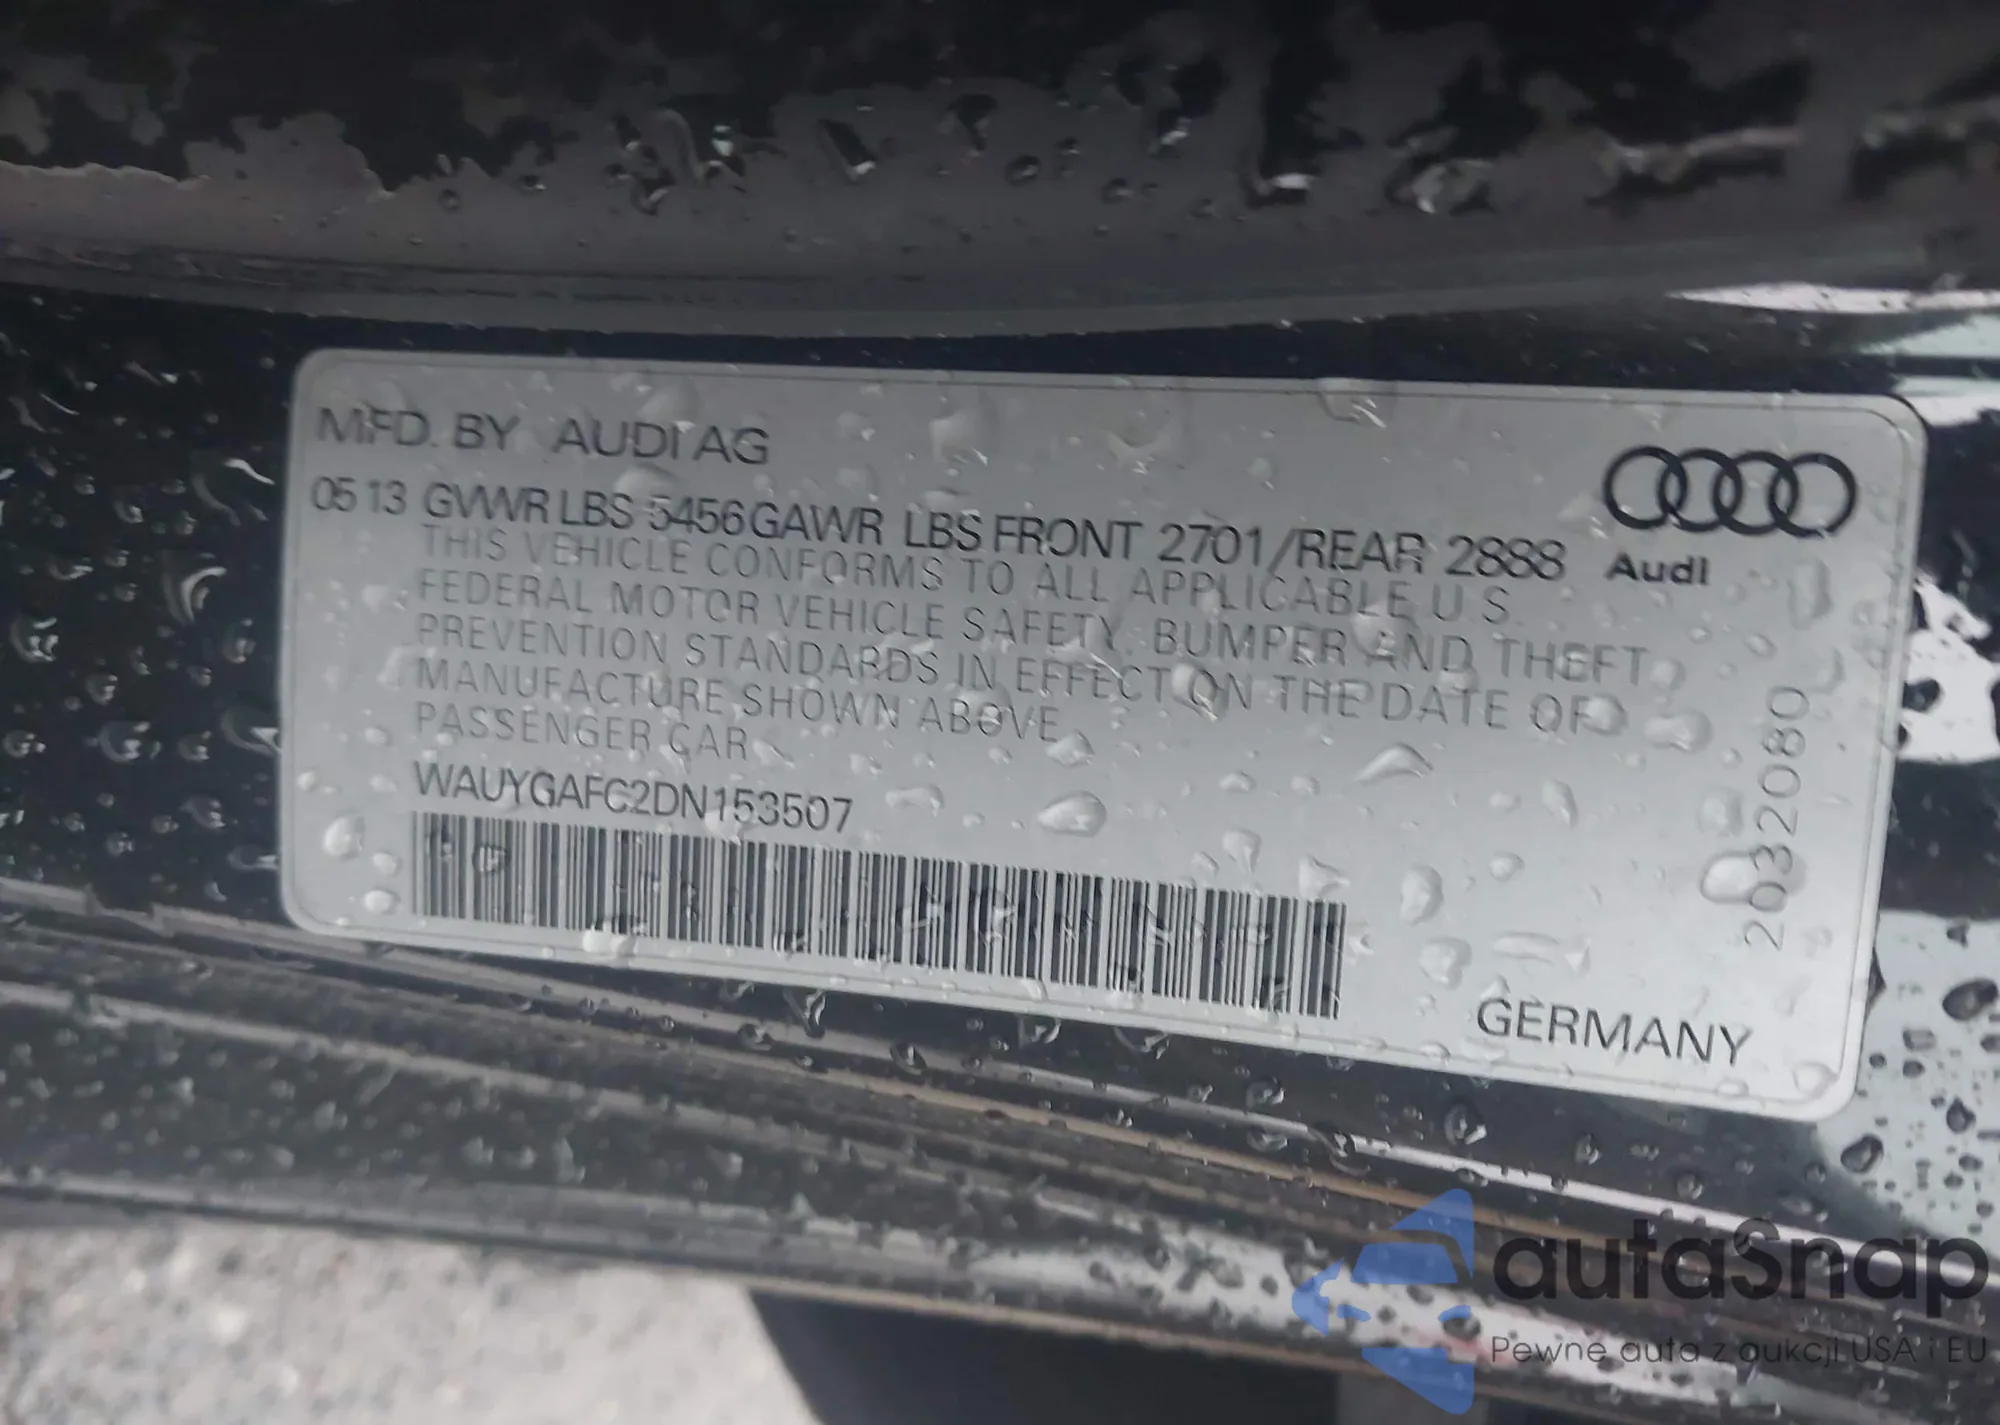 MFD. BY AUDI AG
05 13 GVWR LBS 5456 GAWR LBS FRONT 2701/REAR 2888
Audi
THIS VEHICLE CONFORMS TO ALL APPLICABLE U.S.
FEDERAL MOTOR VEHICLE SAFETY, BUMPER AND THEFT
PREVENTION STANDARDS IN EFFECT ON THE DATE OF
MANUFACTURE SHOWN ABOVE
PASSENGER CAR
WAUYGAFC2DN153507
2032080
GERMANY
autaSnap
Pewne auta z aukcji USA i EU